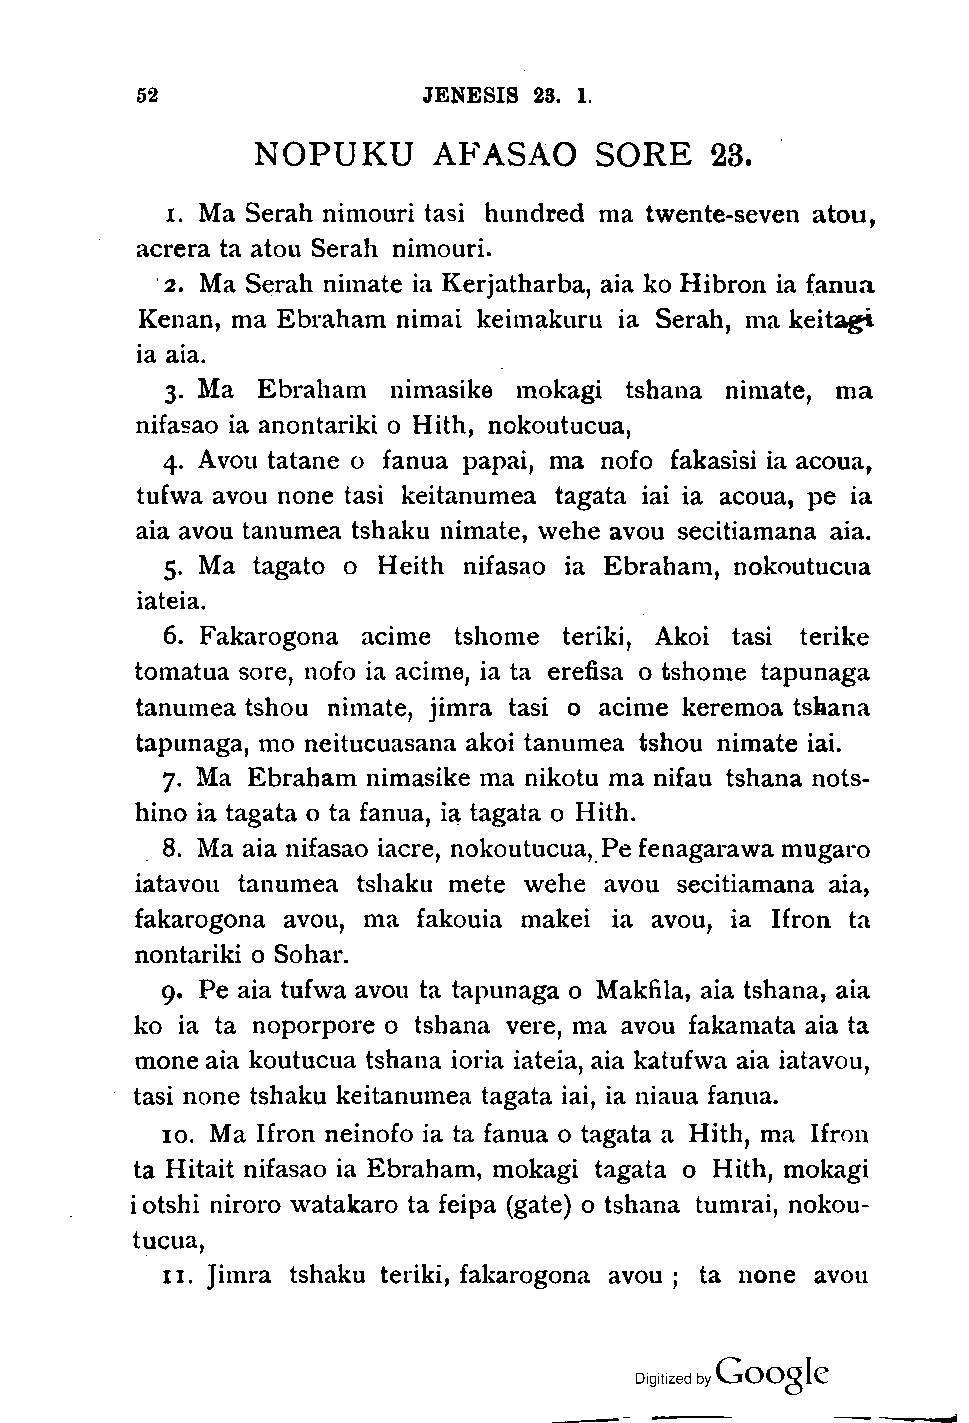 52 JENESIS 23. 1.
NOPUKU AFASAO SORE 23.
1. Ma Serah nimouri tasi hundred ma twente-seven atou,
acrera ta atou Serah nimouri.
2. Ma Serah nimate ia Kerjatharba, aia ko Hibron ia fanua
Kenan, ma Ebraham nimai keimakuru ia Serah, ma keitagi
ia aia.
3. Ma Ebraham nimasike mokagi tshana nimate, ma
nifasao ia anontariki o Hith, nokoutucua,
4. Avou tatane o fanua papai, ma nofo fakasisi ia acoua,
tufwa avou none tasi keitanumea tagata iai ia acoua, pe ia
aia avou tanumea tshaku nimate, wehe avou secitiamana aia.
5. Ma tagato o Heith nifasao ia Ebraham, nokoutucua
iateia.
6. Fakarogona acime tshome teriki, Akoi tasi terike
tomatua sore, nofo ia acime, ia ta erefisa o tshome tapunaga
tanumea tshou nimate, jimra tasi o acime keremoa tshana
tapunaga, mo neitucuasana akoi tanumea tshou nimate iai.
7. Ma Ebraham nimasike ma nikotu ma nifau tshana nots-
hino ia tagata o ta fanua, ia tagata o Hith.
8. Ma aia nifasao iacre, nokoutucua, Pe fenagarawa mugaro
iatavou tanumea tshaku mete wehe avou secitiamana aia,
fakarogona avou, ma fakouia makei ia avou, ia Ifron ta
nontariki o Sohar.
9. Pe aia tufwa avou ta tapunaga o Makfila, aia tshana, aia
ko ia ta noporpore o tshana vere, ma avou fakamata aia ta
mone aia koutucua tshana ioria iateia, aia katufwa aia iatavou,
tasi none tshaku keitanumea tagata iai, ia niaua fanua.
10. Ma Ifron neinofo ia ta fanua o tagata a Hith, ma Ifron
ta Hitait nifasao ia Ebraham, mokagi tagata o Hith, mokagi
i otshi niroro watakaro ta feipa (gate) o tshana tumrai, nokou-
tucua,
11. Jimra tshaku teriki, fakarogona avou ; ta none avou
Digitized by Google